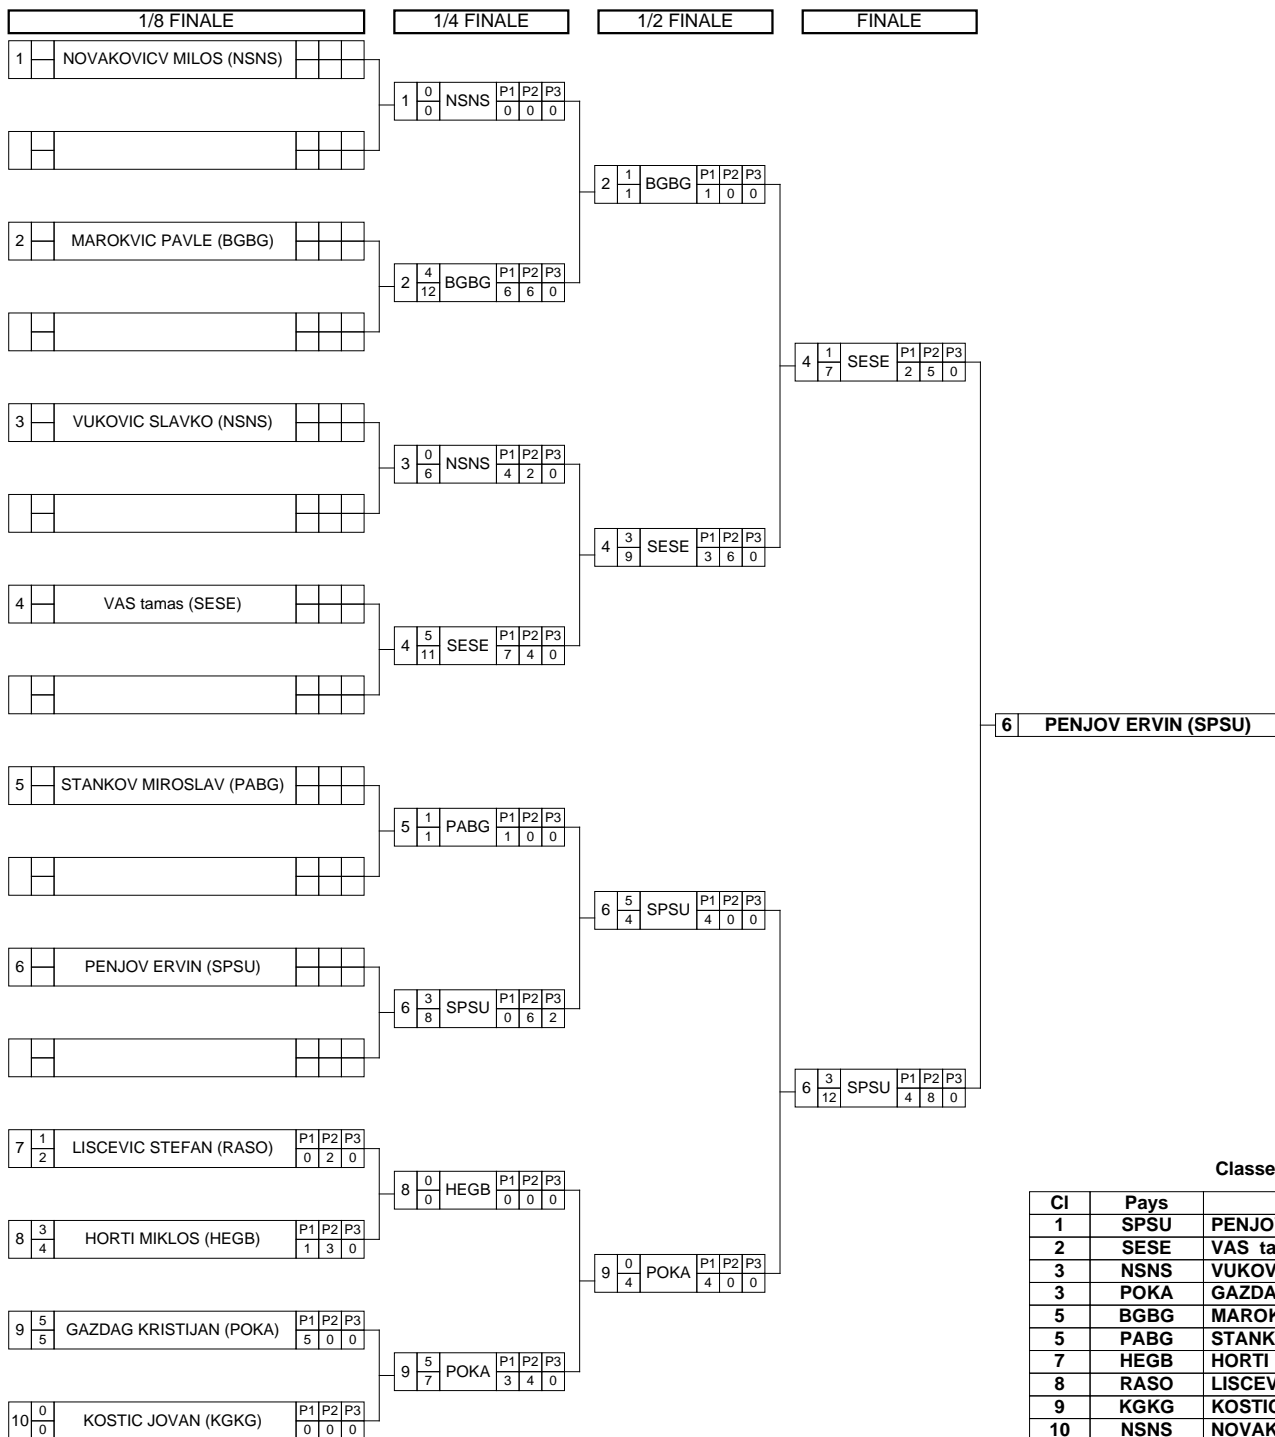 1/8 FINALE
1/4 FINALE
1/2 FINALE
FINALE
1 NOVAKOVICV MILOS (NSNS)
2 MAROKVIC PAVLE (BGBG)
3 VUKOVIC SLAVKO (NSNS)
4 VAS tamas (SESE)
5 STANKOV MIROSLAV (PABG)
6 PENJOV ERVIN (SPSU)
7 1 LISCEVIC STEFAN (RASO) P1 P2 P3
2 0 2 0
8 3 HORTI MIKLOS (HEGB) P1 P2 P3
4 1 3 0
9 5 GAZDAG KRISTIJAN (POKA) P1 P2 P3
5 5 0 0
10 0 KOSTIC JOVAN (KGKG) P1 P2 P3
0 0 0 0
1 0 NSNS P1 P2 P3
0 0 0 0
2 4 BGBG P1 P2 P3
12 6 6 0
3 0 NSNS P1 P2 P3
6 4 2 0
4 5 SESE P1 P2 P3
11 7 4 0
5 1 PABG P1 P2 P3
1 1 0 0
6 3 SPSU P1 P2 P3
8 0 6 2
8 0 HEGB P1 P2 P3
0 0 0 0
9 5 POKA P1 P2 P3
7 3 4 0
2 1 BGBG P1 P2 P3
1 1 0 0
4 3 SESE P1 P2 P3
9 3 6 0
6 5 SPSU P1 P2 P3
4 4 0 0
9 0 POKA P1 P2 P3
4 4 0 0
4 1 SESE P1 P2 P3
7 2 5 0
6 3 SPSU P1 P2 P3
12 4 8 0
6 PENJOV ERVIN (SPSU)
Classe
Cl Pays
1 SPSU PENJO
2 SESE VAS ta
3 NSNS VUKOV
3 POKA GAZDA
5 BGBG MAROK
5 PABG STANK
7 HEGB HORTI
8 RASO LISCEV
9 KGKG KOSTIC
10 NSNS NOVAK